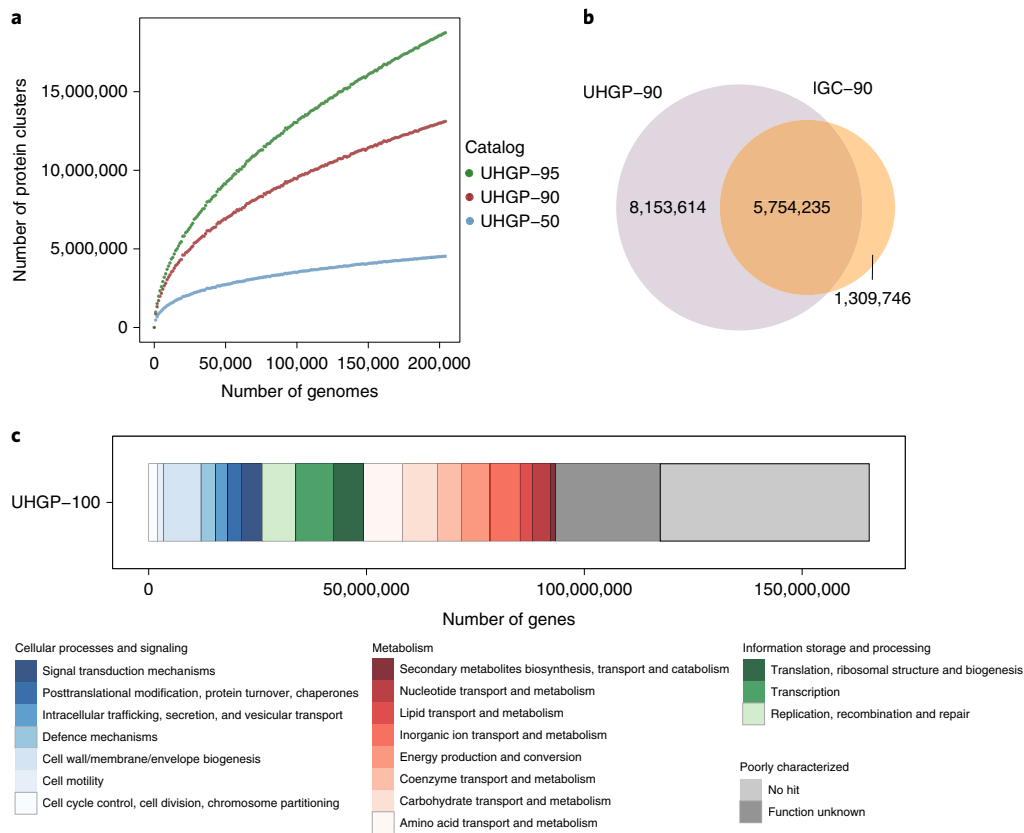 a
Number of protein clusters
15,000,000
10,000,000
5,000,000
0
0
50,000
100,000
150,000
200,000
Number of genomes
Catalog
UHGP−95
UHGP−90
UHGP−50
b
UHGP−90
IGC−90
8,153,614
5,754,235
1,309,746
c
UHGP−100
0
50,000,000
100,000,000
150,000,000
Number of genes
Cellular processes and signaling
Signal transduction mechanisms
Posttranslational modification, protein turnover, chaperones
Intracellular trafficking, secretion, and vesicular transport
Defence mechanisms
Cell wall/membrane/envelope biogenesis
Cell motility
Cell cycle control, cell division, chromosome partitioning
Metabolism
Secondary metabolites biosynthesis, transport and catabolism
Nucleotide transport and metabolism
Lipid transport and metabolism
Inorganic ion transport and metabolism
Energy production and conversion
Coenzyme transport and metabolism
Carbohydrate transport and metabolism
Amino acid transport and metabolism
Information storage and processing
Translation, ribosomal structure and biogenesis
Transcription
Replication, recombination and repair
Poorly characterized
No hit
Function unknown